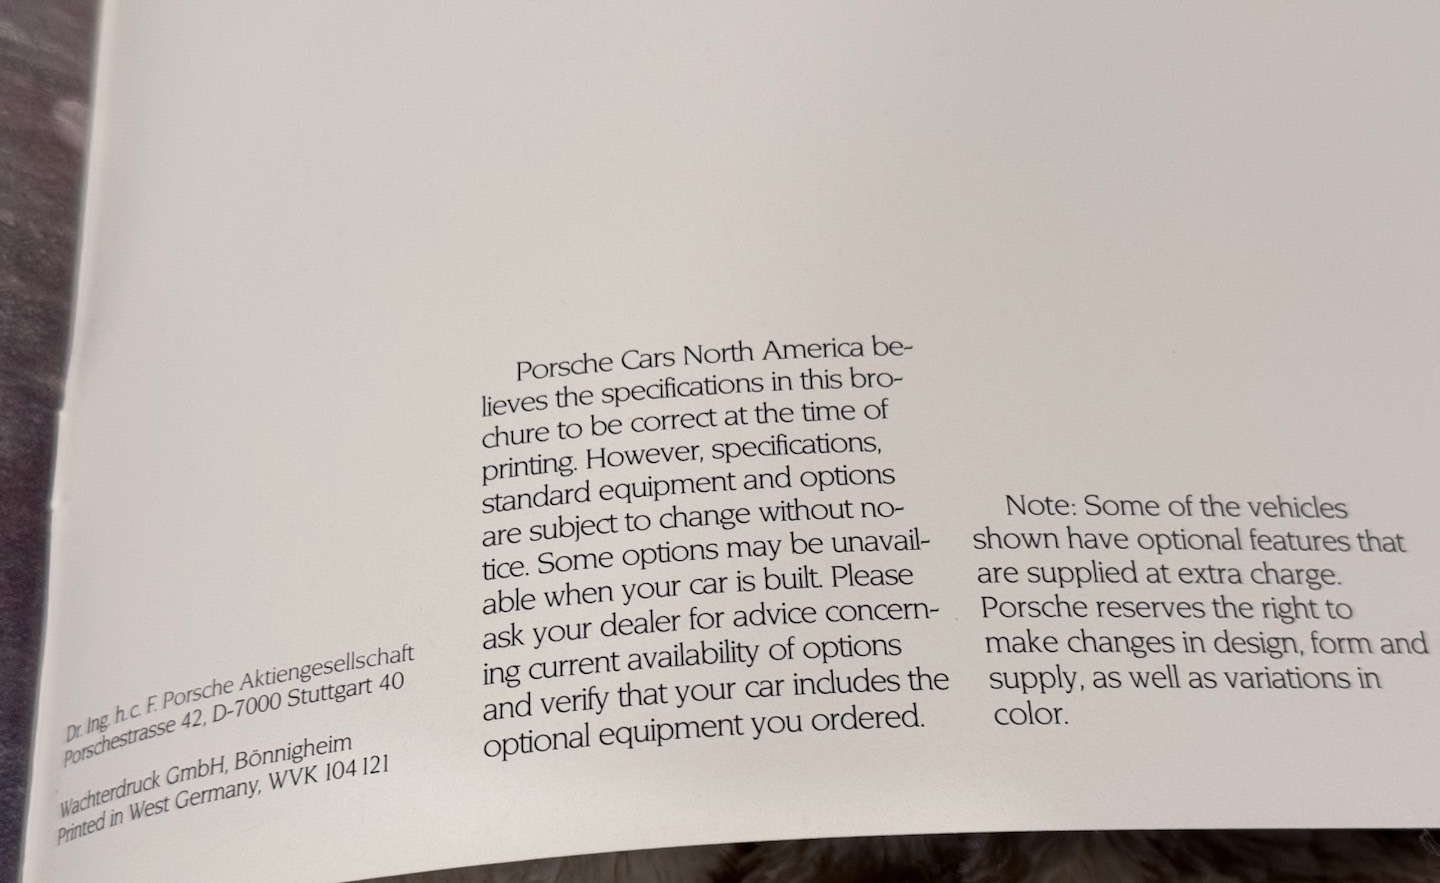 Dr. Ing. h.c. F. Porsche Aktiengesellschaft
Porschestrasse 42, D-7000 Stuttgart 40
Wachterdruck GmbH, Bönnigheim
Printed in West Germany, WVK 104 121
Porsche Cars North America be-
lieves the specifications in this bro-
chure to be correct at the time of
printing. However, specifications,
standard equipment and options
are subject to change without no-
tice. Some options may be unavail-
able when your car is built. Please
ask your dealer for advice concern-
ing current availability of options
and verify that your car includes the
optional equipment you ordered.
Note: Some of the vehicles
shown have optional features that
are supplied at extra charge.
Porsche reserves the right to
make changes in design, form and
supply, as well as variations in
color.